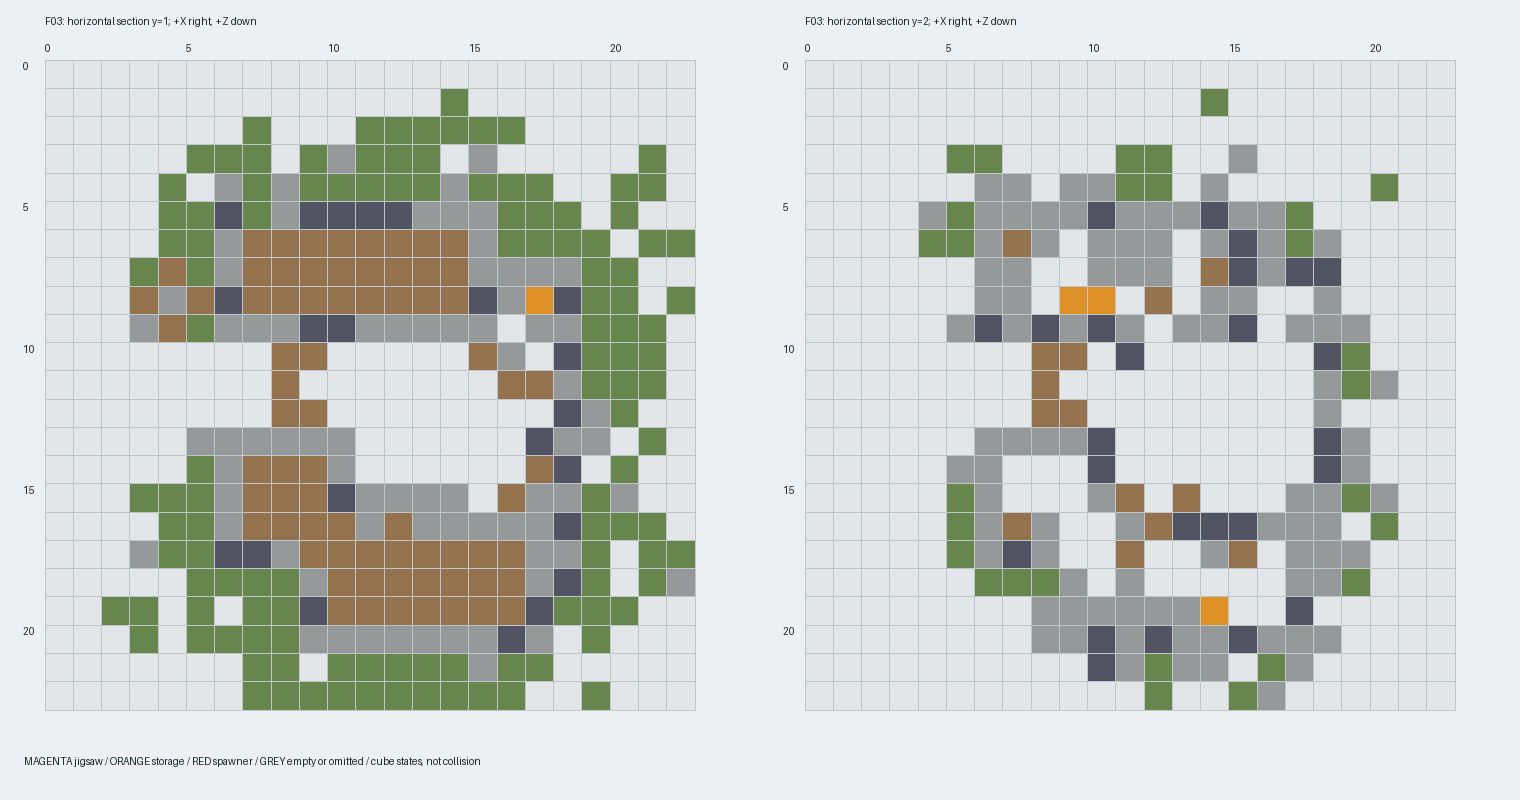 F03: horizontal section y=1; +X right, +Z down
F03: horizontal section y=2; +X right, +Z down
0 5 10 15 20
0 5 10 15 20
0
0
5
5
10
10
15
15
20
20
MAGENTA jigsaw / ORANGE storage / RED spawner / GREY empty or omitted / cube states, not collision